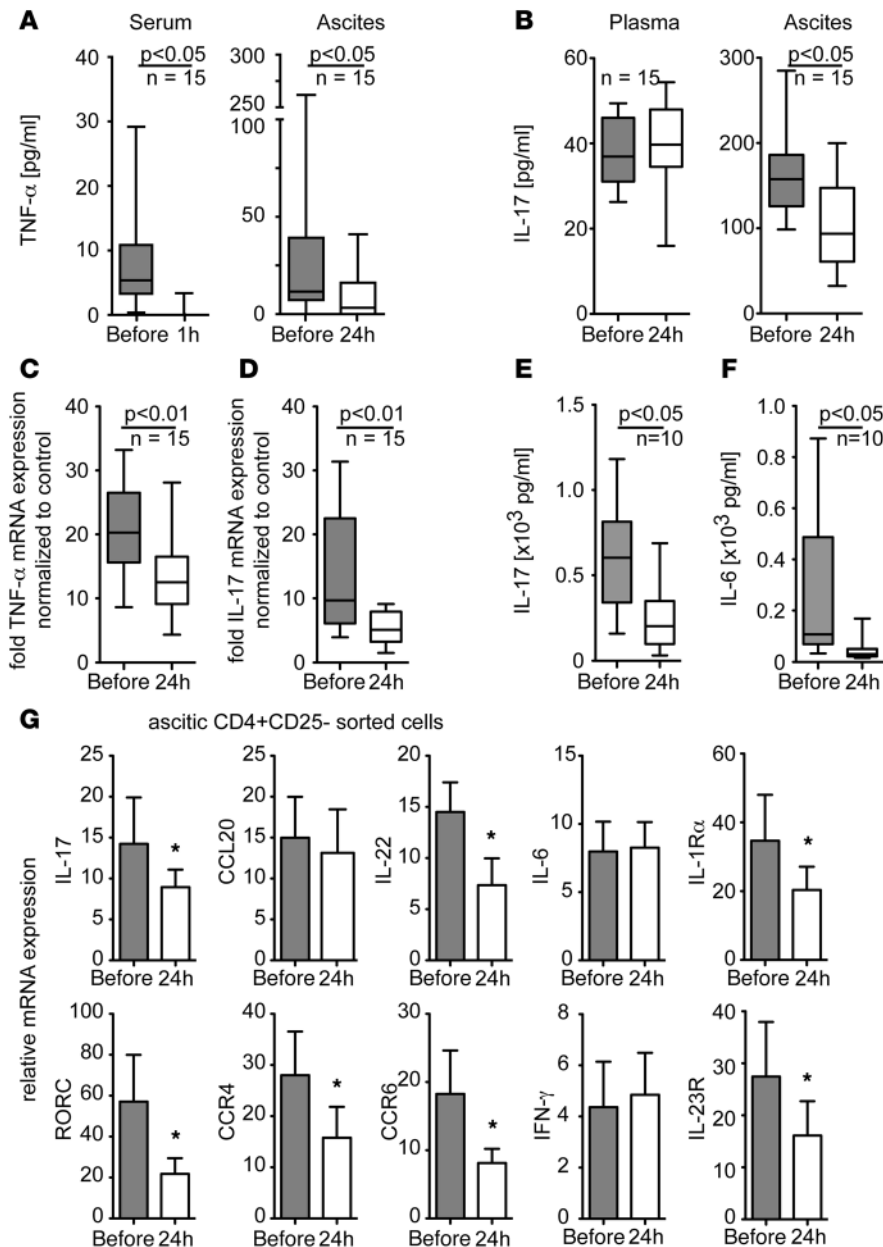 A Serum Ascites
TNF-α [pg/ml]
40
30
20
10
0
p<0.05
n = 15
Before 1h
300
250
100
50
0
p<0.05
n = 15
Before 24h
B Plasma Ascites
IL-17 [pg/ml]
60
40
20
0
n = 15
Before 24h
300
200
100
0
p<0.05
n = 15
Before 24h
C
fold TNF-α mRNA expression
normalized to control
40
30
20
10
0
p<0.01
n = 15
Before 24h
D
fold IL-17 mRNA expression
normalized to control
40
30
20
10
0
p<0.01
n = 15
Before 24h
E
IL-17 [x10³ pg/ml]
1.5
1.0
0.5
0
p<0.05
n=10
Before 24h
F
IL-6 [x10³ pg/ml]
1.0
0.8
0.6
0.4
0.2
0
p<0.05
n=10
Before 24h
G ascitic CD4+CD25- sorted cells
relative mRNA expression
IL-17
25
20
15
10
5
0
*
Before 24h
CCL20
25
20
15
10
5
0
Before 24h
IL-22
20
15
10
5
0
*
Before 24h
IL-6
15
10
5
0
Before 24h
IL-1Rα
60
40
20
0
*
Before 24h
RORC
100
80
60
40
20
0
*
Before 24h
CCR4
40
30
20
10
0
*
Before 24h
CCR6
30
20
10
0
*
Before 24h
IFN-γ
8
6
4
2
0
Before 24h
IL-23R
40
30
20
10
0
*
Before 24h